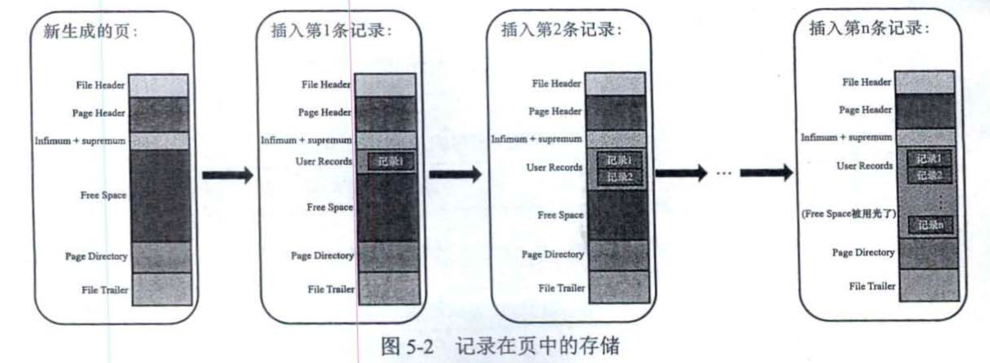 新生成的页:
File Header
Page Header
Infimum + supremum
Free Space
Page Directory
File Trailer
插入第1条记录:
File Header
Page Header
Infimum + supremum
User Records
记录1
Free Space
Page Directory
File Trailer
插入第2条记录:
File Header
Page Header
Infimum + supremum
User Records
记录1
记录2
Free Space
Page Directory
File Trailer
...
插入第n条记录:
File Header
Page Header
Infimum + supremum
User Records
记录1
记录2
⋮
(Free Space被用光了)
记录n
Page Directory
File Trailer
图 5-2 记录在页中的存储